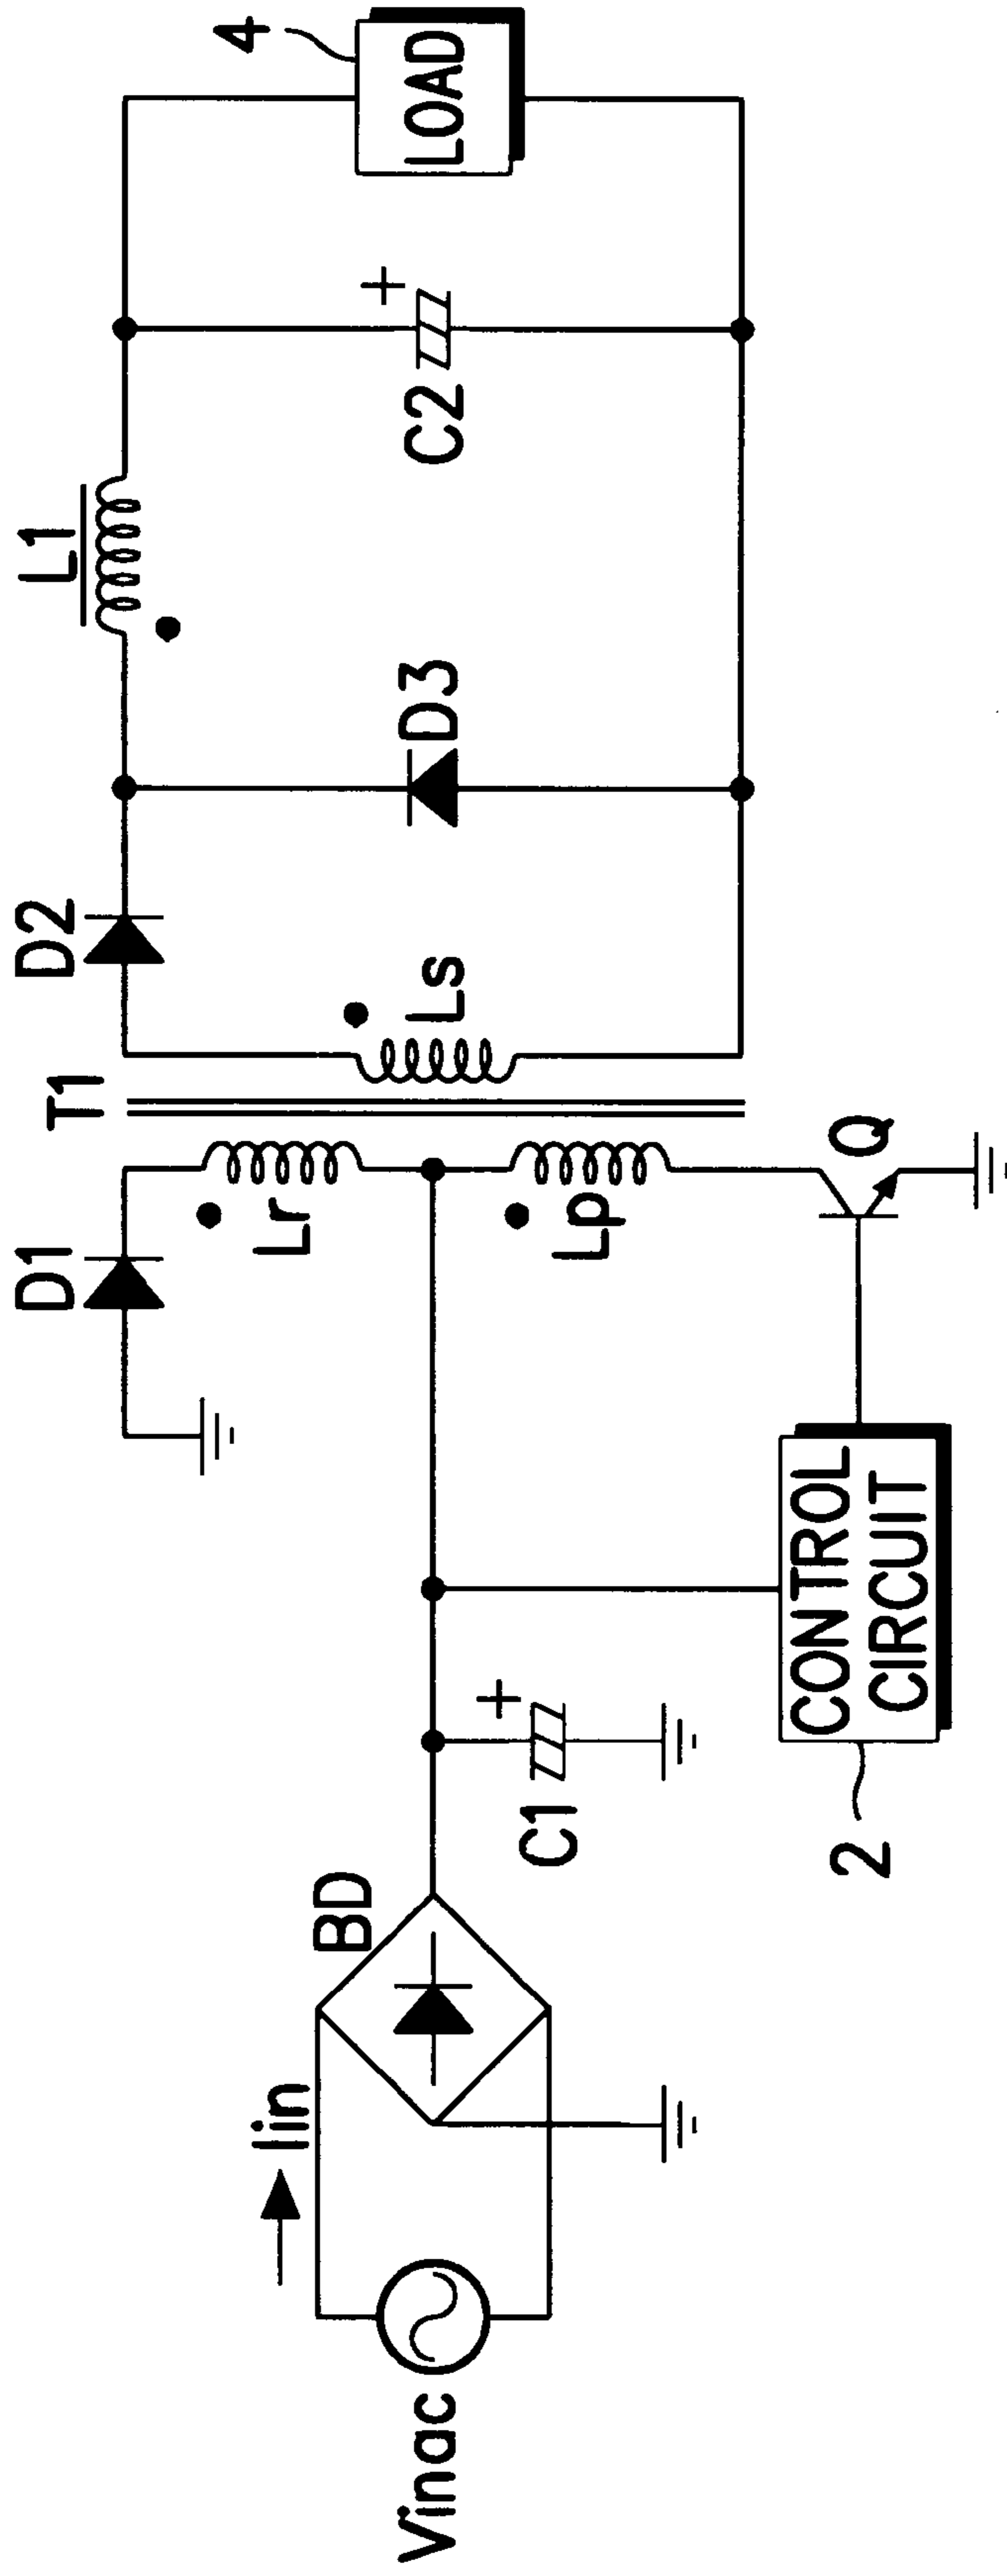 Vinac
Iin
BD
C1
2
CONTROL
CIRCUIT
D1
Lr
Lp
Q
T1
Ls
D2
D3
L1
C2
+
+
LOAD
4